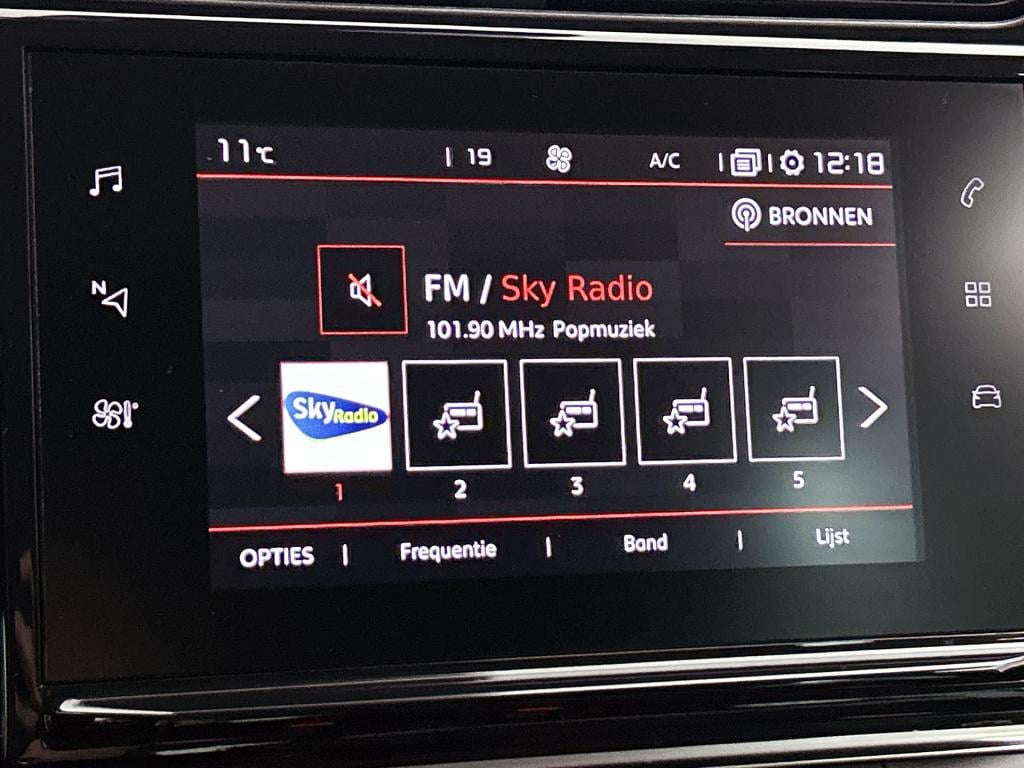 11°C | 19 A/C | | 12:18
BRONNEN
FM / Sky Radio
101.90 MHz Popmuziek
N
Sky Radio
1 2 3 4 5
OPTIES | Frequentie | Band | Lijst